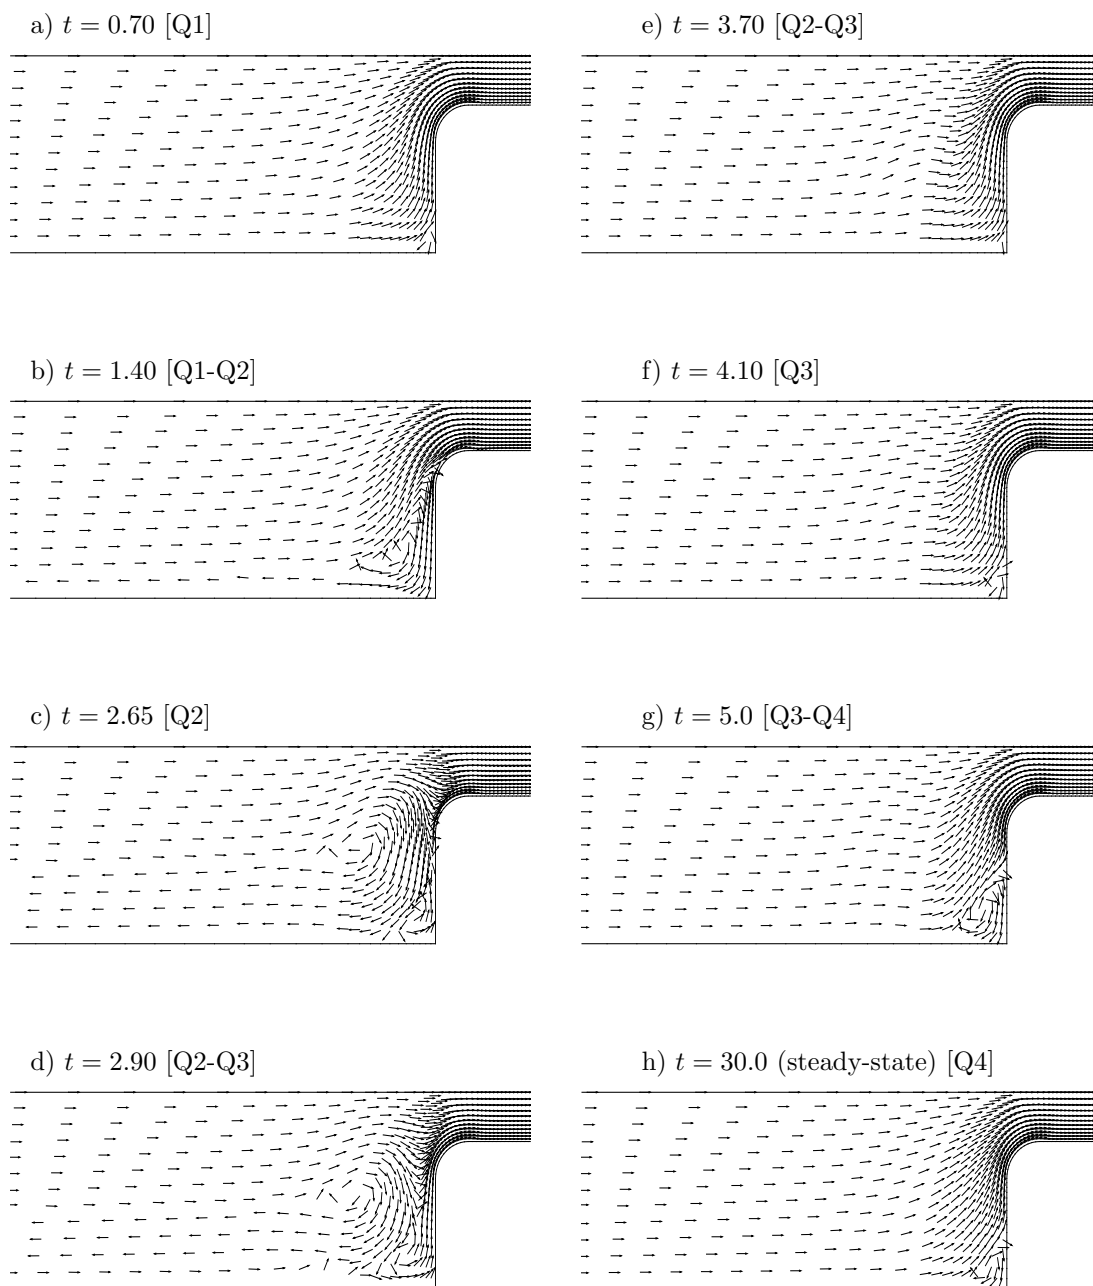 a) t = 0.70 [Q1]
b) t = 1.40 [Q1-Q2]
c) t = 2.65 [Q2]
d) t = 2.90 [Q2-Q3]
e) t = 3.70 [Q2-Q3]
f) t = 4.10 [Q3]
g) t = 5.0 [Q3-Q4]
h) t = 30.0 (steady-state) [Q4]